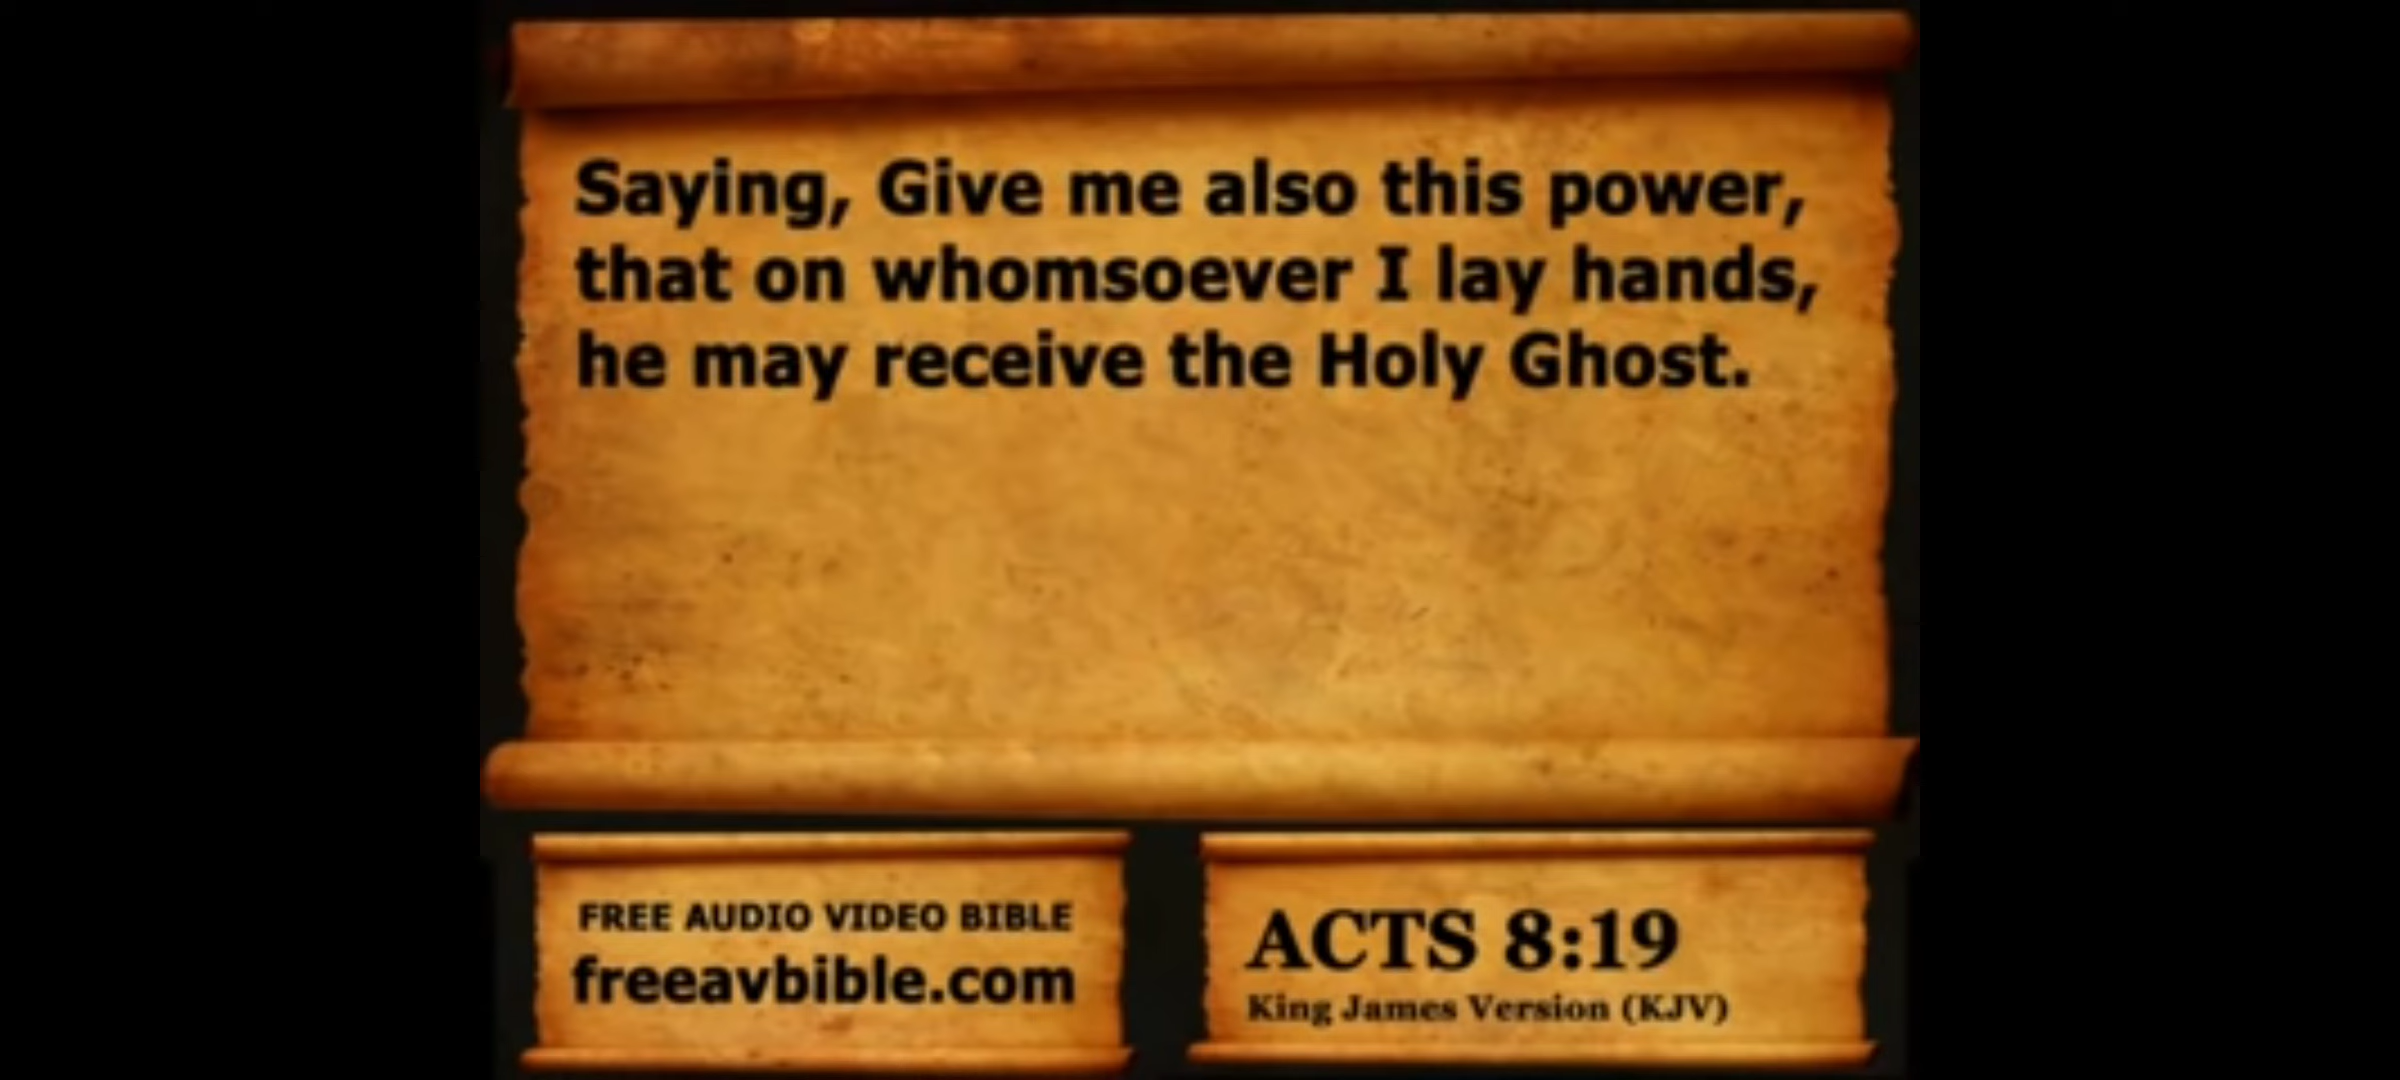 Saying, Give me also this power,
that on whomsoever I lay hands,
he may receive the Holy Ghost.
FREE AUDIO VIDEO BIBLE
freeavbible.com
ACTS 8:19
King James Version (KJV)